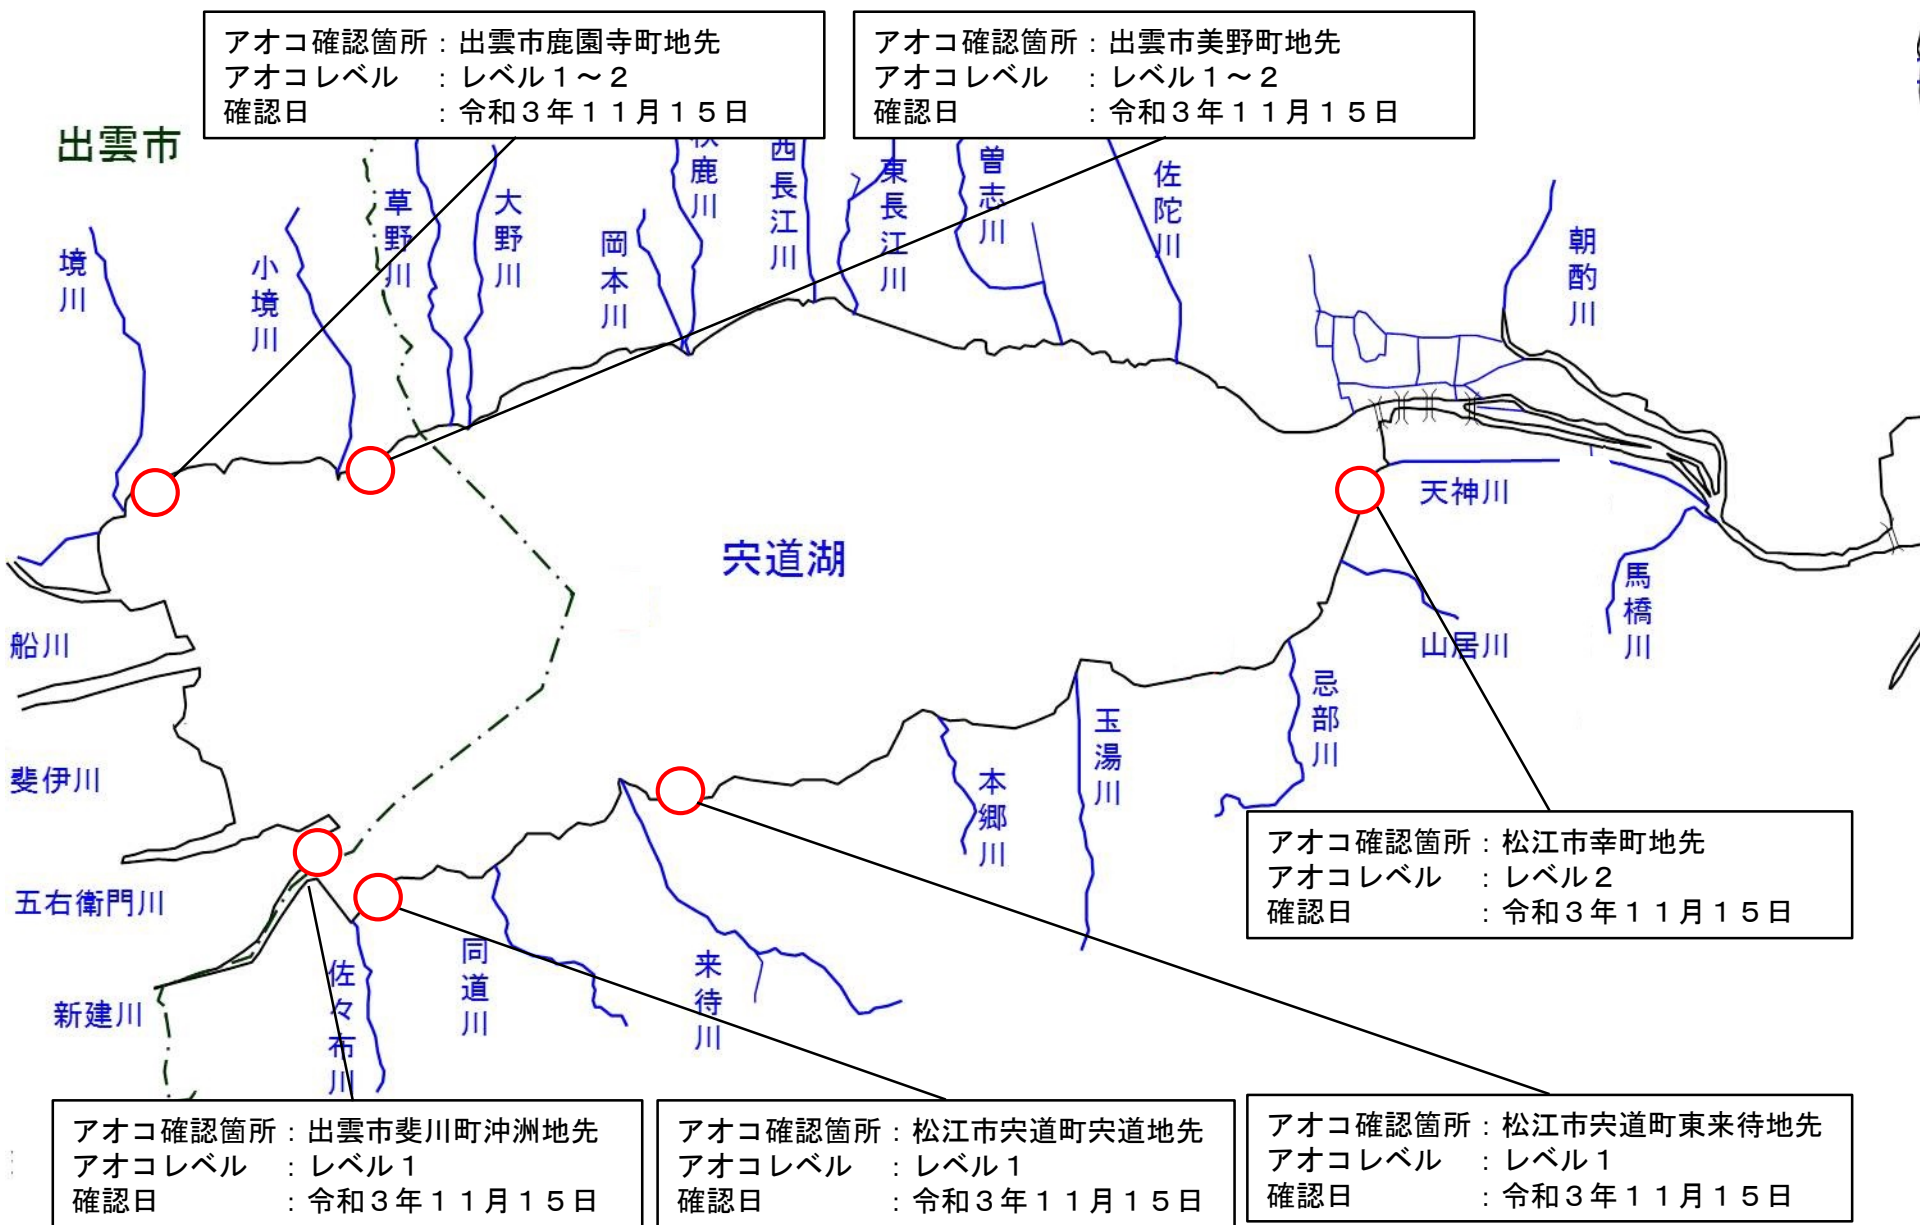 アオコ確認箇所：出雲市鹿園寺町地先
アオコレベル　：レベル１～２
確認日　　　　：令和３年１１月１５日
アオコ確認箇所：出雲市美野町地先
アオコレベル　：レベル１～２
確認日　　　　：令和３年１１月１５日
出雲市
境川
小境川
草野川
大野川
岡本川
秋鹿川
西長江川
東長江川
曽志川
佐陀川
朝酌川
宍道湖
天神川
馬橋川
山居川
忌部川
玉湯川
本郷川
船川
斐伊川
五右衛門川
新建川
佐々布川
同道川
来待川
アオコ確認箇所：松江市幸町地先
アオコレベル　：レベル２
確認日　　　　：令和３年１１月１５日
アオコ確認箇所：出雲市斐川町沖洲地先
アオコレベル　：レベル１
確認日　　　　：令和３年１１月１５日
アオコ確認箇所：松江市宍道町宍道地先
アオコレベル　：レベル１
確認日　　　　：令和３年１１月１５日
アオコ確認箇所：松江市宍道町東来待地先
アオコレベル　：レベル１
確認日　　　　：令和３年１１月１５日